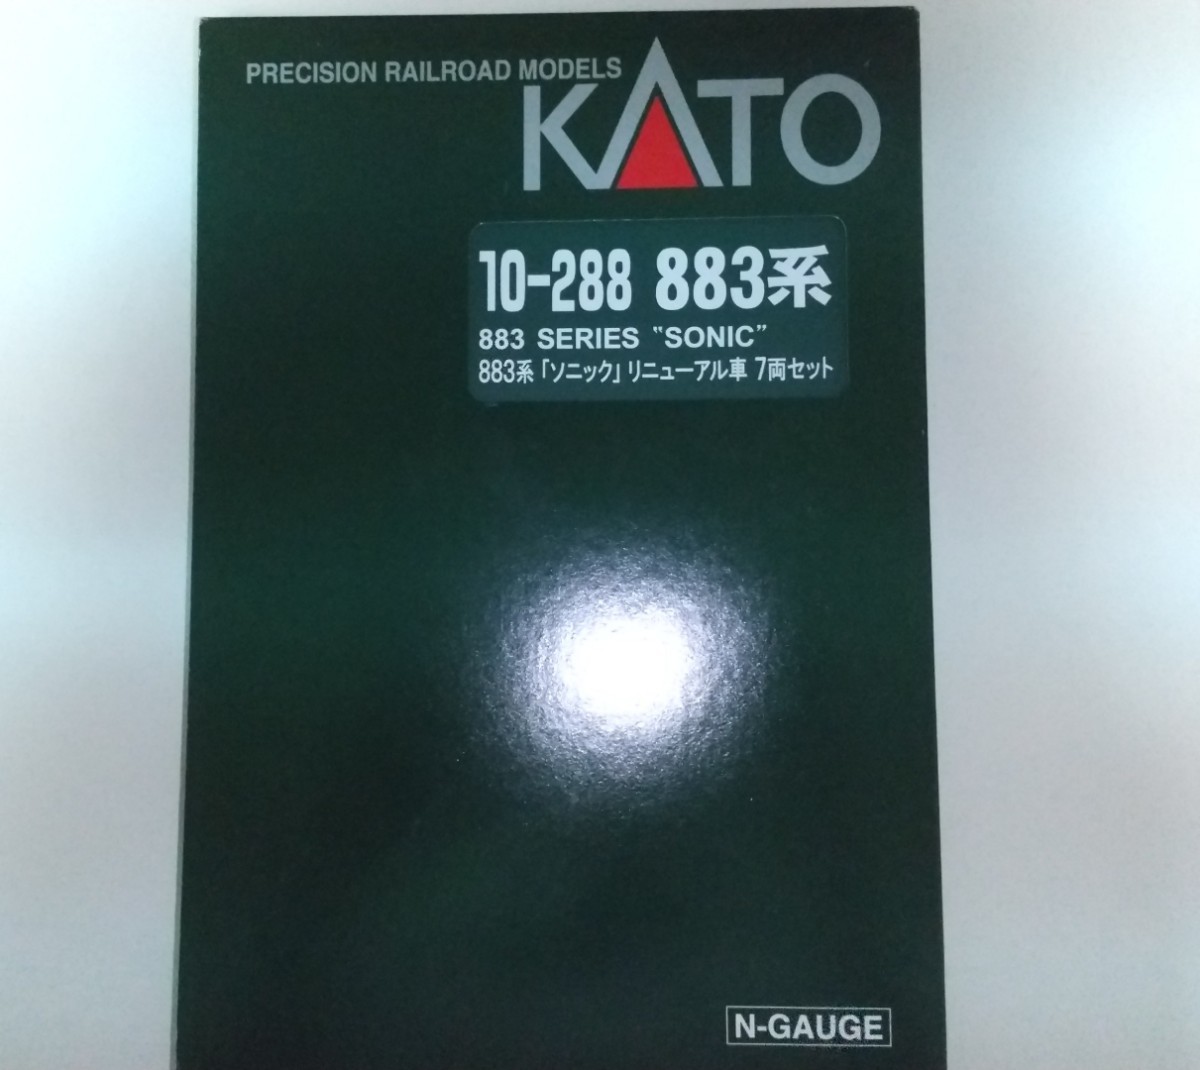 PRECISION RAILROAD MODELS
KATO
10-288 883系
883 SERIES "SONIC"
883系「ソニック」リニューアル車 7両セット
N-GAUGE